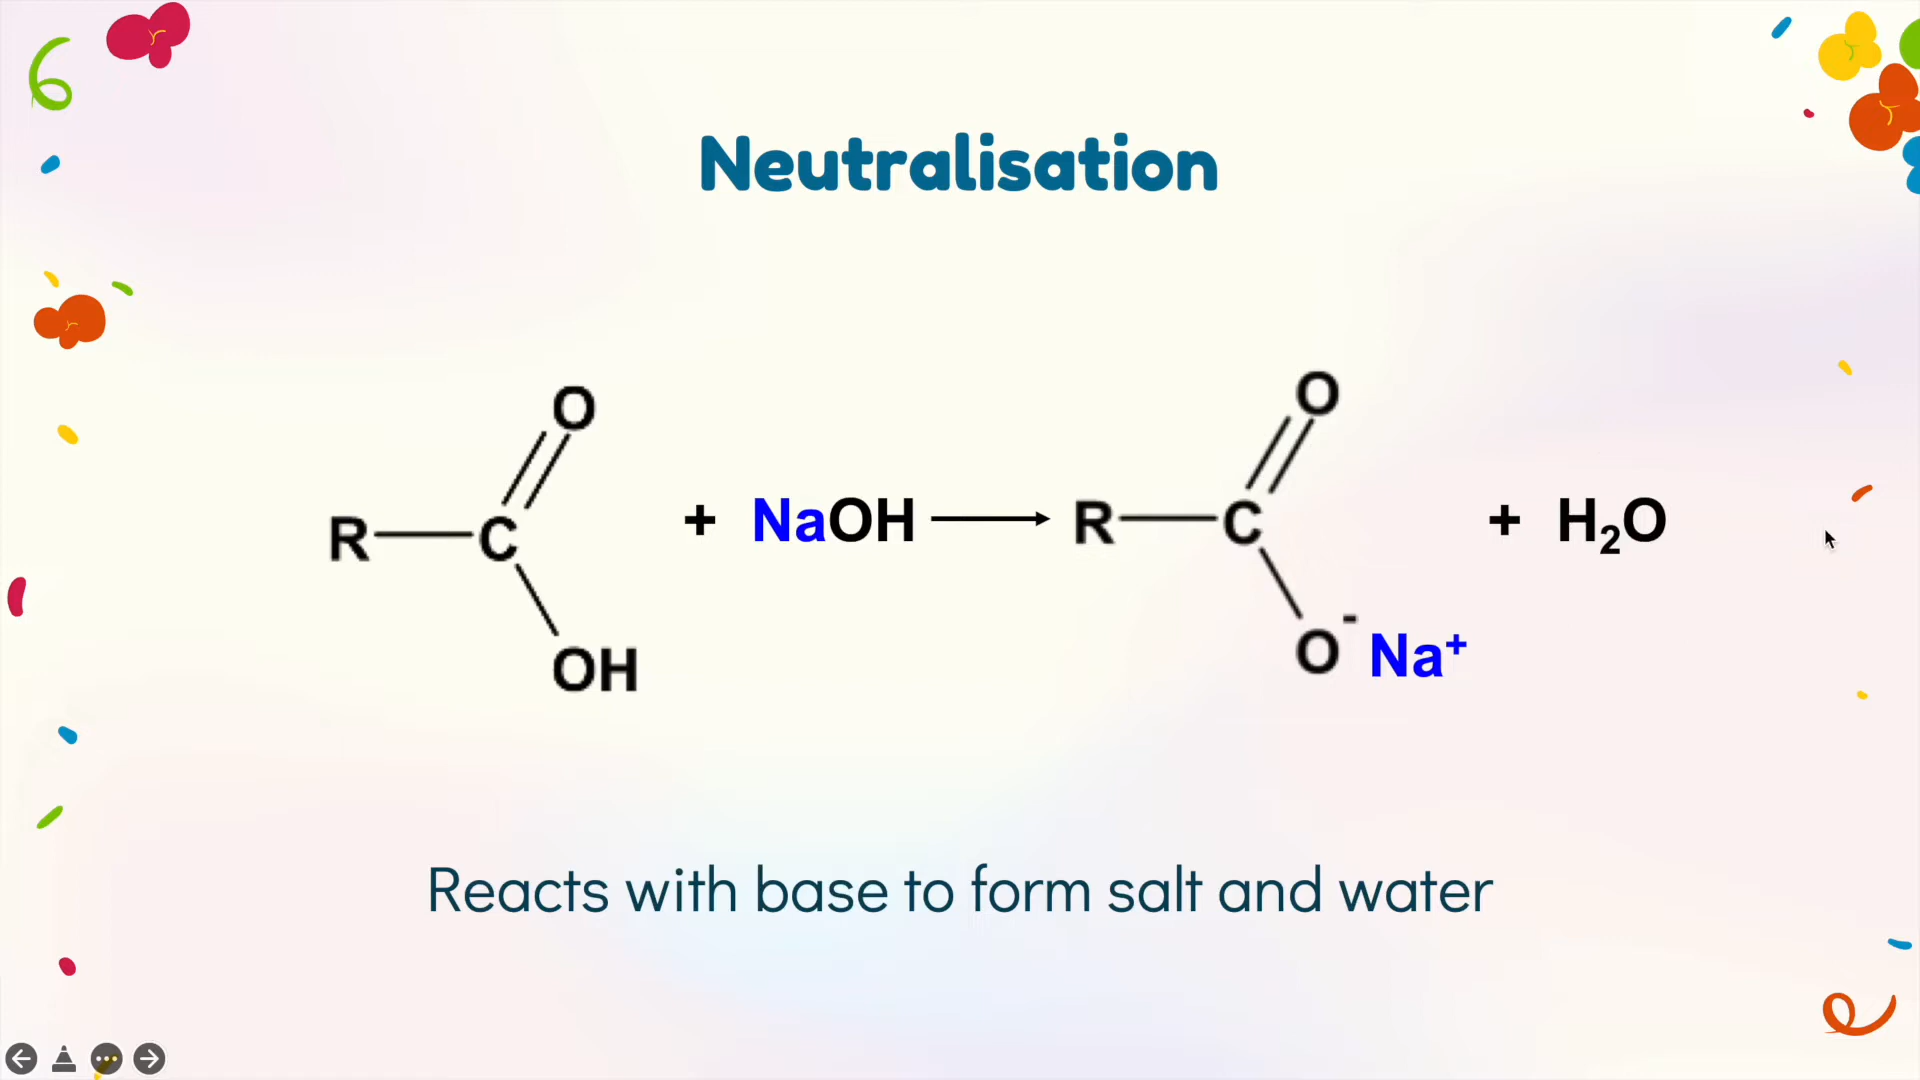 Neutralisation
O
R C
OH
+ NaOH
O
R C
O⁻ Na⁺
+ H₂O
Reacts with base to form salt and water